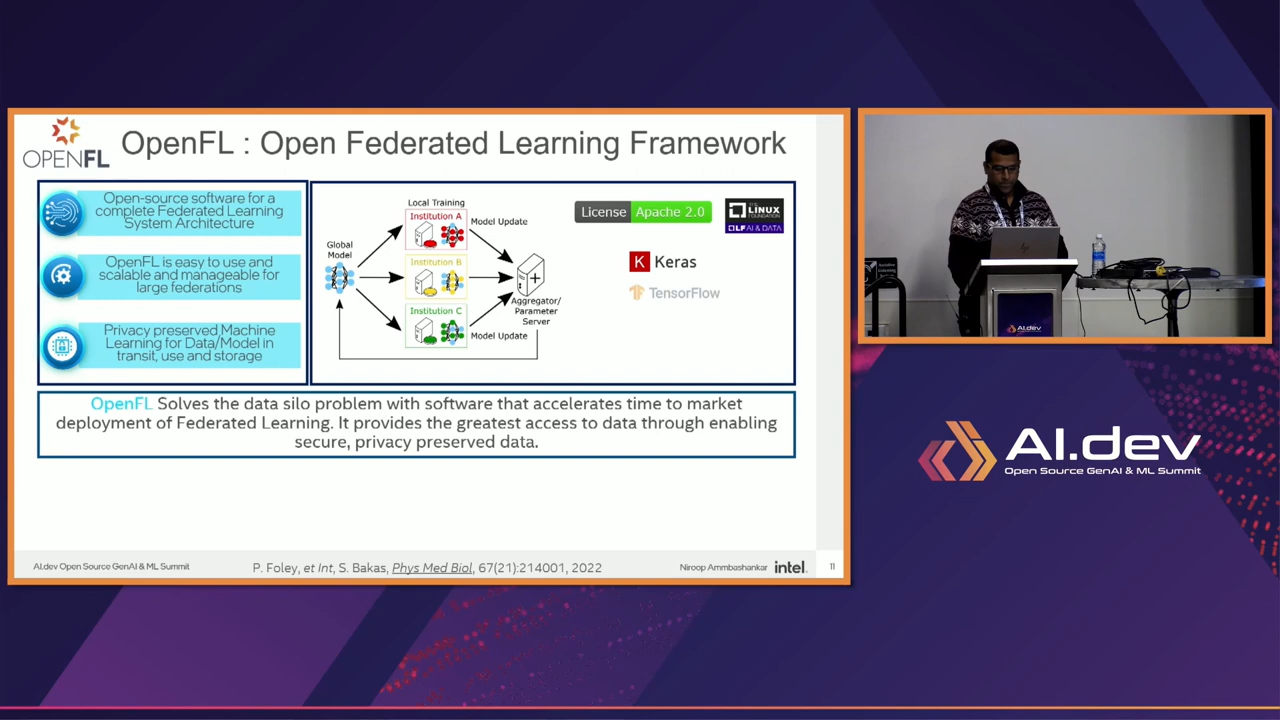 OPENFL
OpenFL : Open Federated Learning Framework
Open-source software for a
complete Federated Learning
System Architecture
OpenFL is easy to use and
scalable and manageable for
large federations
Privacy preserved Machine
Learning for Data/Model in
transit, use and storage
Local Training
Institution A
Model Update
Global
Model
Institution B
Institution C
Aggregator/
Parameter
Server
Model Update
License Apache 2.0
THE
LINUX
FOUNDATION
LF AI & DATA
K Keras
TensorFlow
OpenFL Solves the data silo problem with software that accelerates time to market
deployment of Federated Learning. It provides the greatest access to data through enabling
secure, privacy preserved data.
AI.dev Open Source GenAI & ML Summit
P. Foley, et Int, S. Bakas, Phys Med Biol, 67(21):214001, 2022
Niroop Ammbashankar
intel.
11
hp
AI.dev
AI.dev
Open Source GenAI & ML Summit